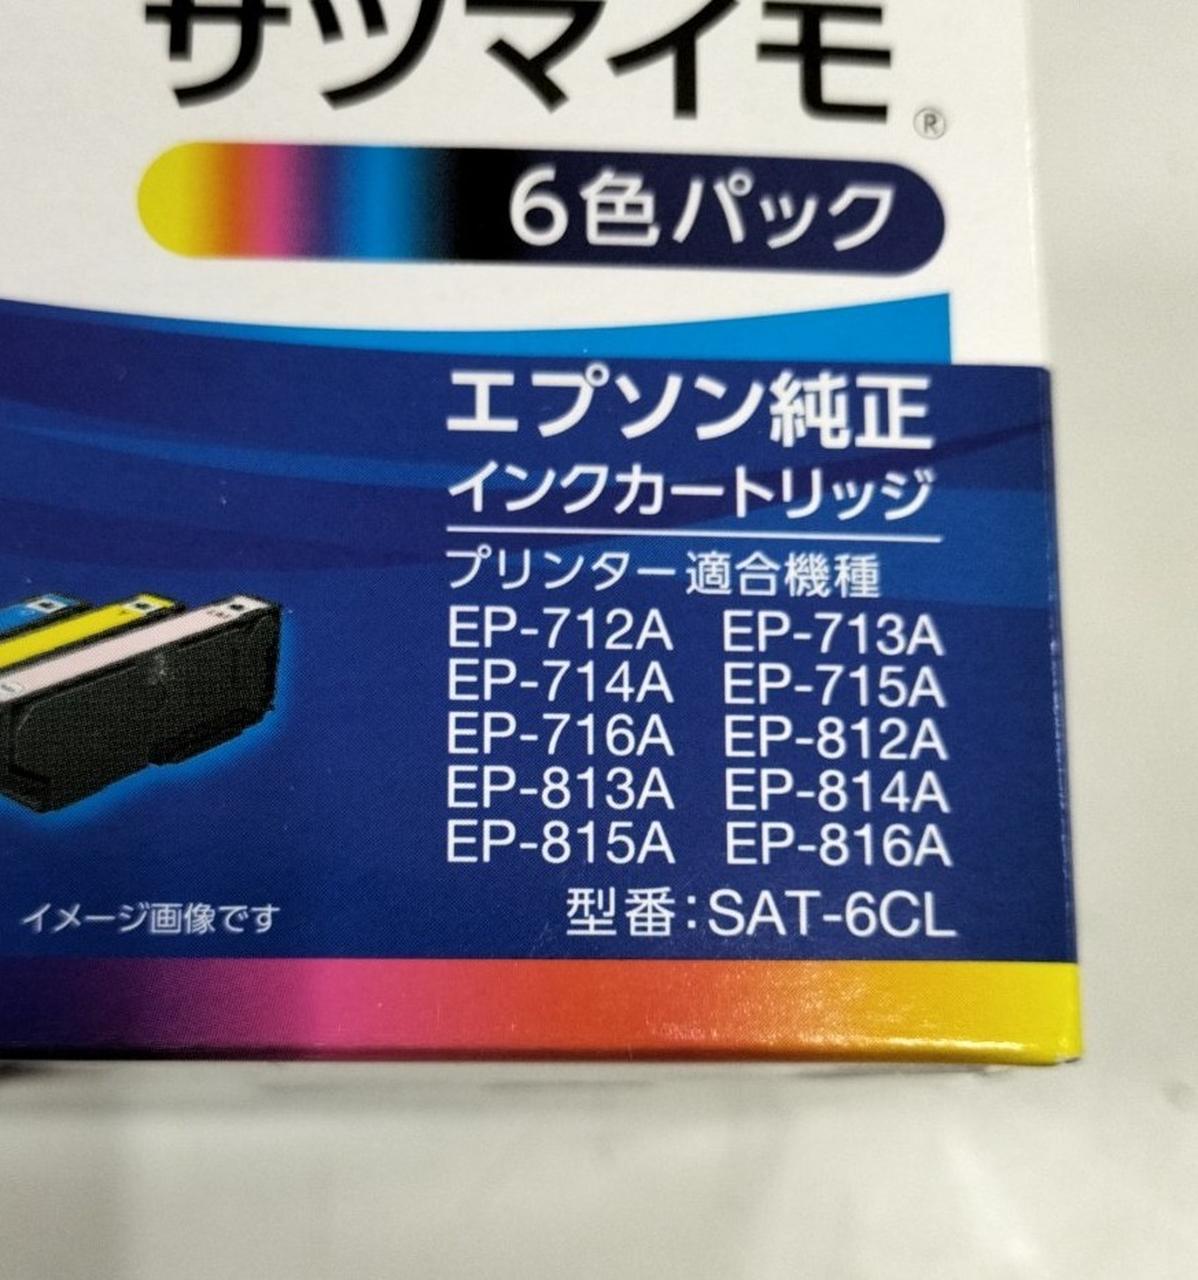 サツマイモ®
6色パック
エプソン純正
インクカートリッジ
プリンター適合機種
EP-712A EP-713A
EP-714A EP-715A
EP-716A EP-812A
EP-813A EP-814A
EP-815A EP-816A
型番:SAT-6CL
イメージ画像です